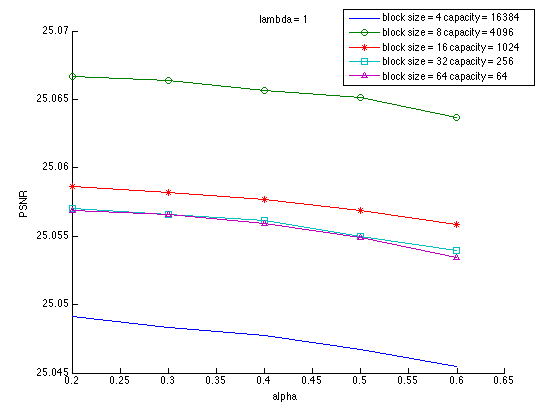 lambda = 1
block size = 4 capacity = 16384
block size = 8 capacity = 4096
block size = 16 capacity = 1024
block size = 32 capacity = 256
block size = 64 capacity = 64
25.07
25.065
25.06
25.055
25.05
25.045
PSNR
0.2 0.25 0.3 0.35 0.4 0.45 0.5 0.55 0.6 0.65
alpha